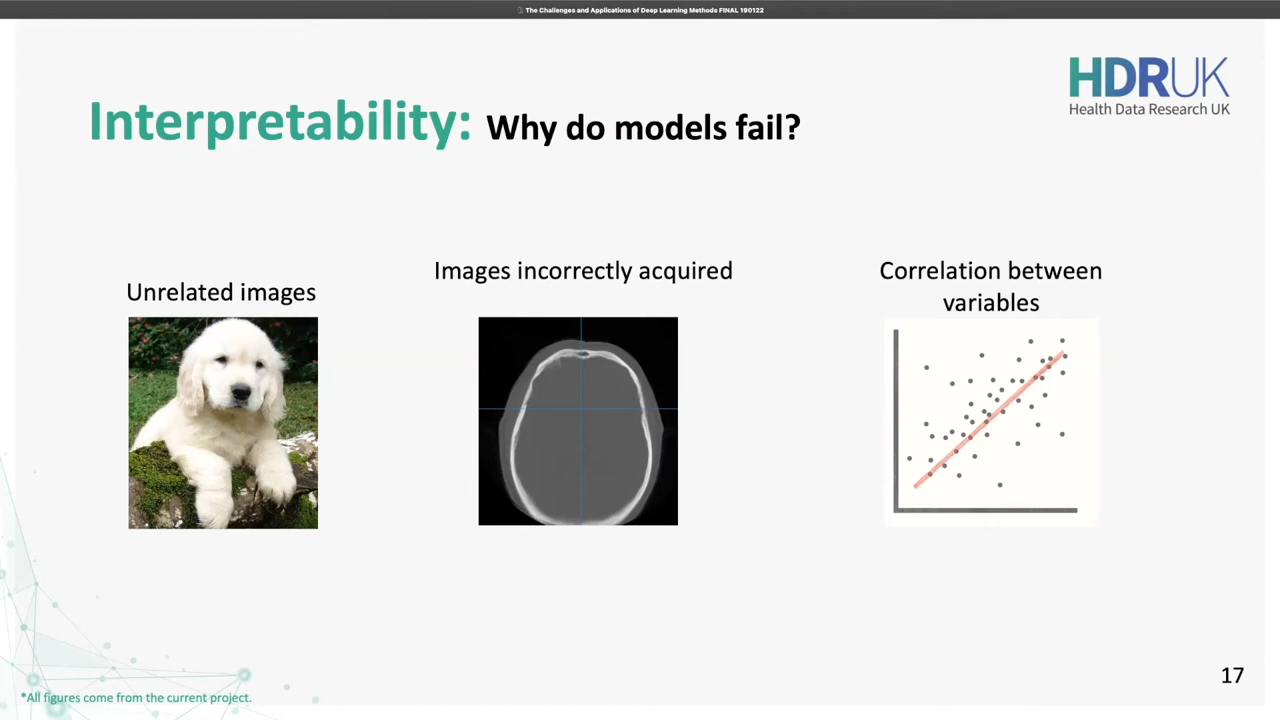 The Challenges and Applications of Deep Learning Methods FINAL 190122
HDRUK
Health Data Research UK
Interpretability: Why do models fail?
Unrelated images
Images incorrectly acquired
Correlation between
variables
17
*All figures come from the current project.